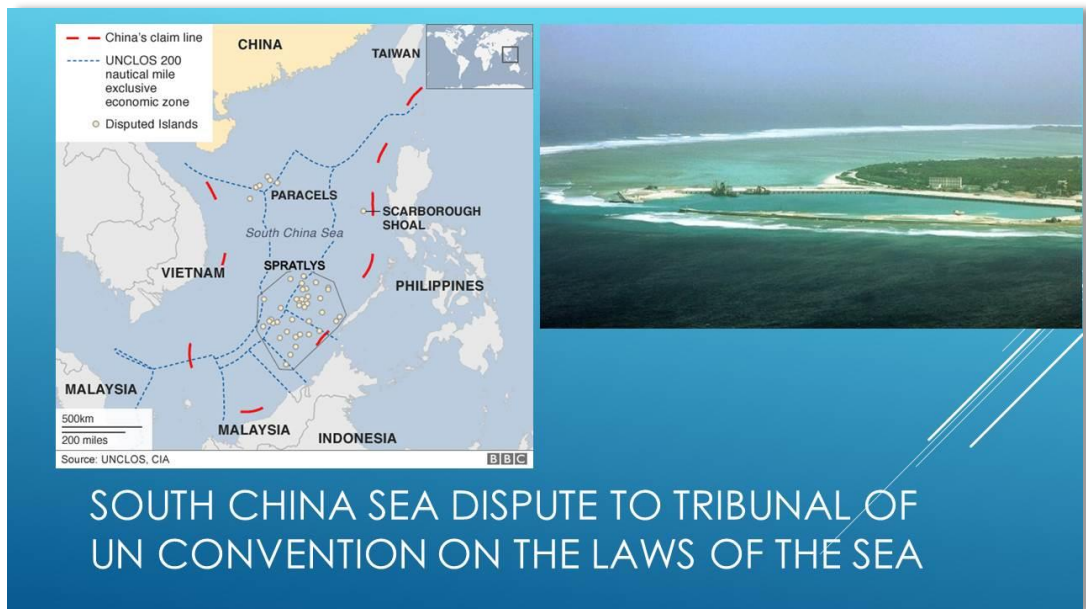 China's claim line
UNCLOS 200
nautical mile
exclusive
economic zone
Disputed Islands
CHINA
TAIWAN
PARACELS
SCARBOROUGH
SHOAL
South China Sea
VIETNAM
SPRATLYS
PHILIPPINES
MALAYSIA
500km
200 miles
MALAYSIA
INDONESIA
Source: UNCLOS, CIA
BBC
SOUTH CHINA SEA DISPUTE TO TRIBUNAL OF
UN CONVENTION ON THE LAWS OF THE SEA